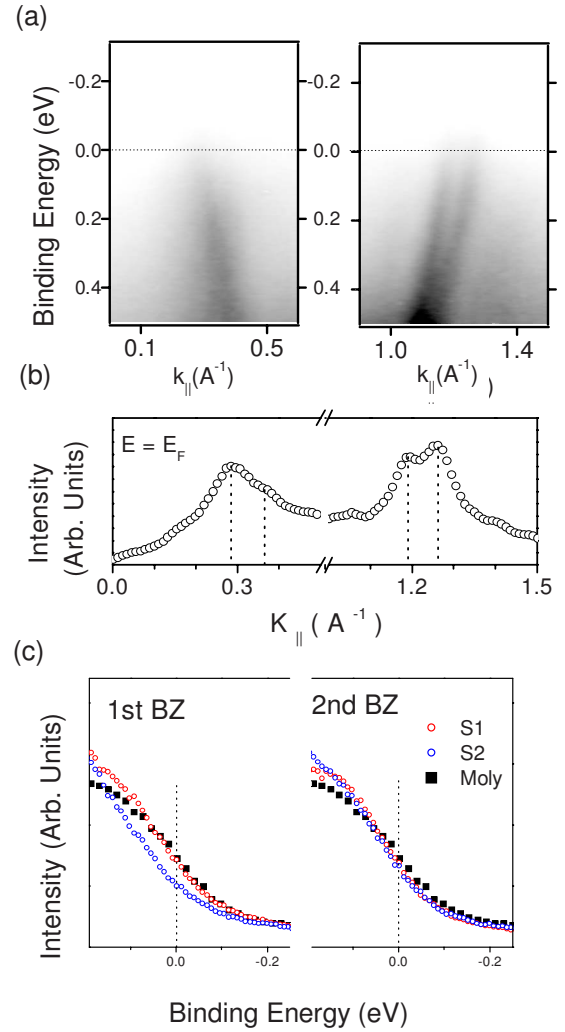 (a)
-0.2 -0.2
0.0 0.0
0.2 0.2
0.4 0.4
Binding Energy (eV)
0.1 0.5 1.0 1.4
k||(A-1) k||(A-1) )
(b)
E = EF
Intensity
(Arb. Units)
0.0 0.3 1.2 1.5
K|| ( A -1 )
(c)
1st BZ 2nd BZ
S1
S2
Moly
Intensity (Arb. Units)
0.0 -0.2 0.0 -0.2
Binding Energy (eV)